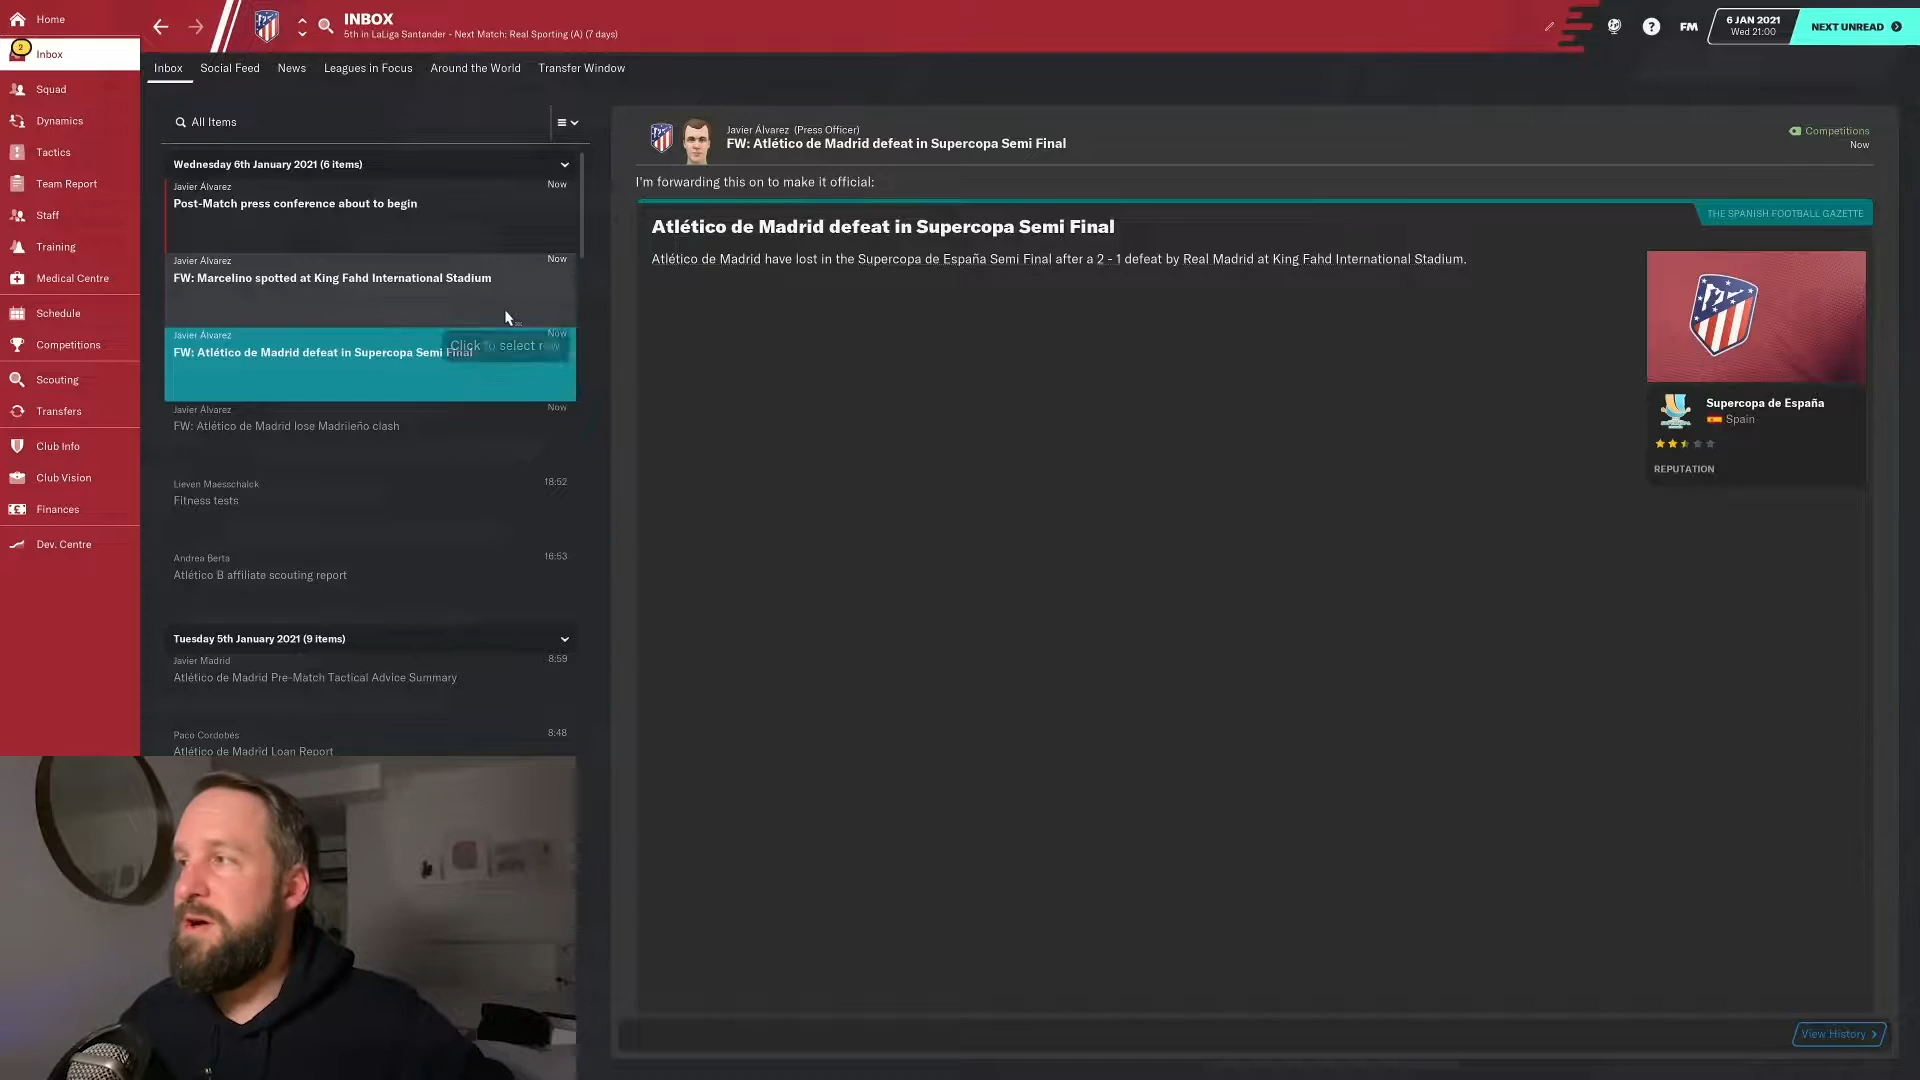 Home
2
Inbox
Squad
Dynamics
Tactics
Team Report
Staff
Training
Medical Centre
Schedule
Competitions
Scouting
Transfers
Club Info
Club Vision
Finances
Dev. Centre
INBOX
5th in LaLiga Santander - Next Match: Real Sporting (A) (7 days)
?
FM
6 JAN 2021
Wed 21:00
NEXT UNREAD
Inbox Social Feed News Leagues in Focus Around the World Transfer Window
All Items
Wednesday 6th January 2021 (6 items)
Javier Álvarez Now
Post-Match press conference about to begin
Javier Álvarez Now
FW: Marcelino spotted at King Fahd International Stadium
Javier Álvarez Now
FW: Atlético de Madrid defeat in Supercopa Semi Final
Click to select row
Javier Álvarez Now
FW: Atlético de Madrid lose Madrileño clash
Lieven Maesschalck 18:52
Fitness tests
Andrea Berta 16:53
Atlético B affiliate scouting report
Tuesday 5th January 2021 (9 items)
Javier Madrid 8:59
Atlético de Madrid Pre-Match Tactical Advice Summary
Paco Cordobés 8:48
Atlético de Madrid Loan Report
Javier Álvarez (Press Officer)
FW: Atlético de Madrid defeat in Supercopa Semi Final
Competitions
Now
I'm forwarding this on to make it official:
THE SPANISH FOOTBALL GAZETTE
Atlético de Madrid defeat in Supercopa Semi Final
Atlético de Madrid have lost in the Supercopa de España Semi Final after a 2 - 1 defeat by Real Madrid at King Fahd International Stadium.
Supercopa de España
Spain
REPUTATION
View History